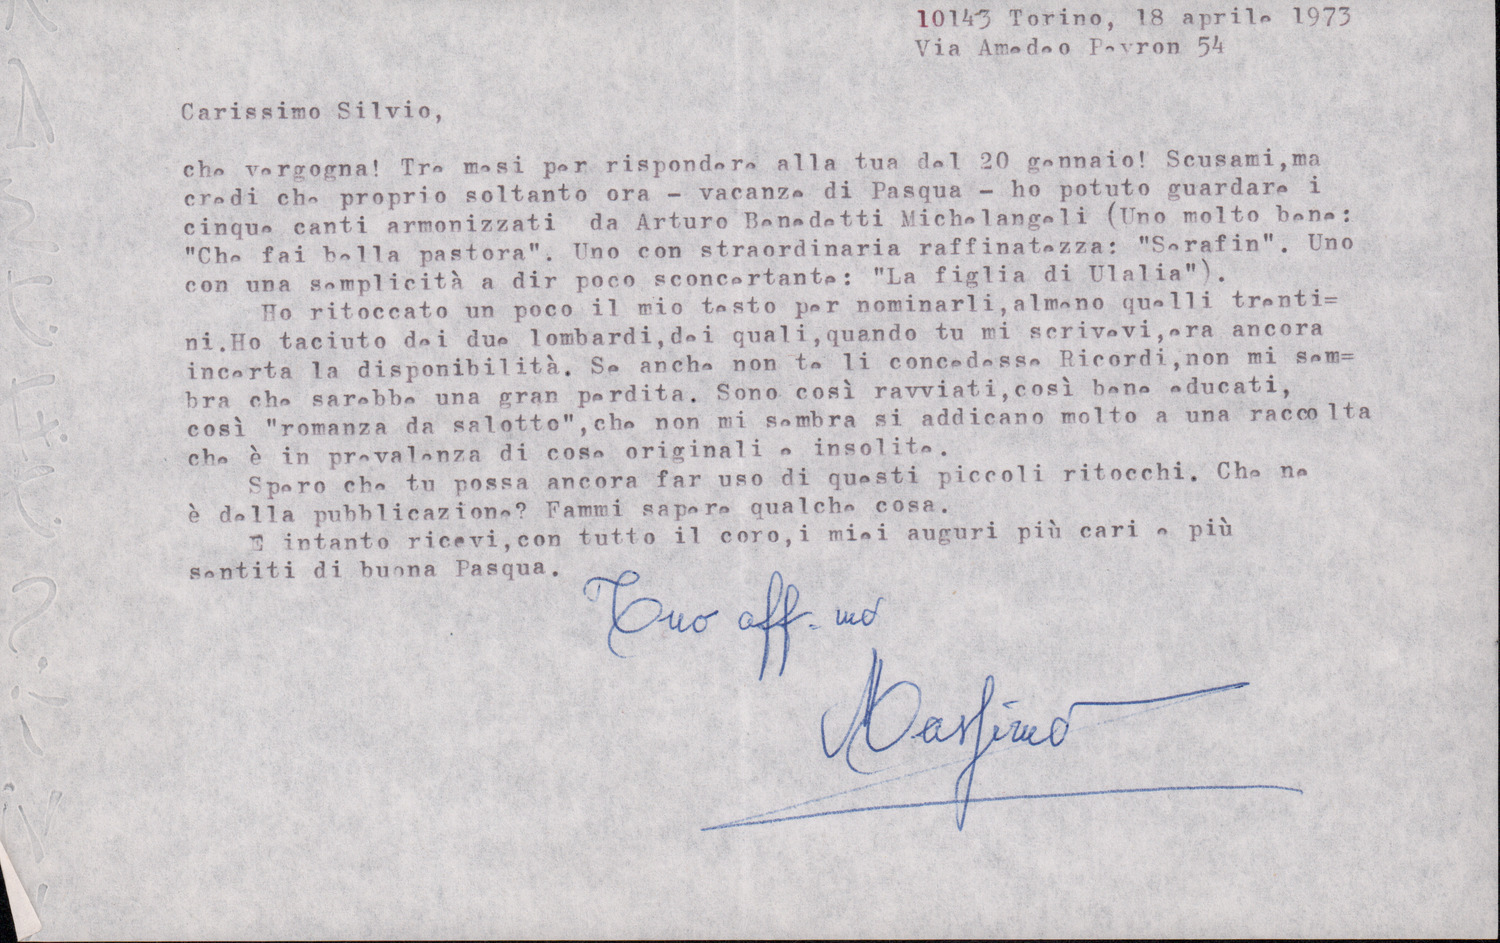 10143 Torino, 18 aprile 1973
Via Amedeo Peyron 54
Carissimo Silvio,
che vergogna! Tre mesi per rispondere alla tua del 20 gennaio! Scusami,ma
credi che proprio soltanto ora - vacanze di Pasqua - ho potuto guardare i
cinque canti armonizzati da Arturo Benedetti Michelangeli (Uno molto bene:
"Che fai bella pastora". Uno con straordinaria raffinatezza: "Serafin". Uno
con una semplicità a dir poco sconcertante: "La figlia di Ulalia").
Ho ritoccato un poco il mio testo per nominarli,almeno quelli trenti=
ni.Ho taciuto dei due lombardi,dei quali,quando tu mi scrivevi,era ancora
incerta la disponibilità. Se anche non te li concedesse Ricordi,non mi sem=
bra che sarebbe una gran perdita. Sono così ravviati,così bene educati,
così "romanza da salotto",che non mi sembra si addicano molto a una raccolta
che è in prevalenza di cose originali e insolite.
Spero che tu possa ancora far uso di questi piccoli ritocchi. Che ne
è della pubblicazione? Fammi sapere qualche cosa.
E intanto ricevi,con tutto il coro,i miei auguri più cari e più
sentiti di buona Pasqua.
Tuo aff.mo
Massimo